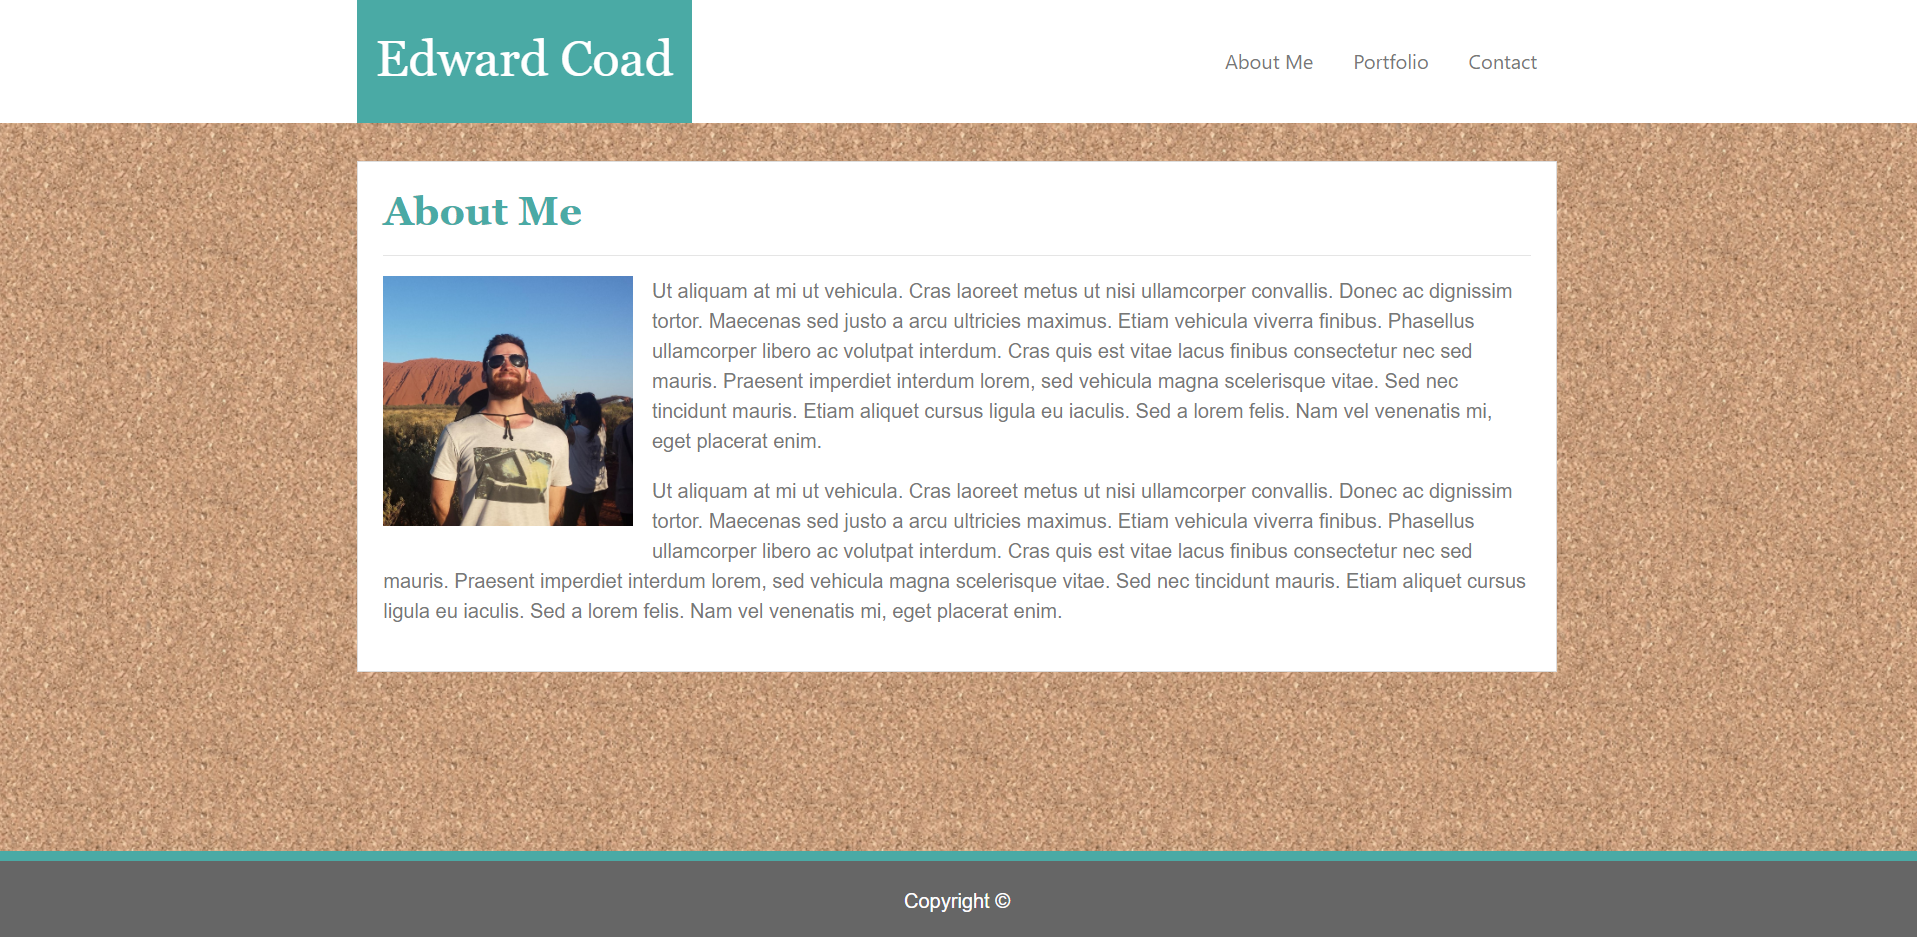 Edward Coad
About Me
Portfolio
Contact
About Me
Ut aliquam at mi ut vehicula. Cras laoreet metus ut nisi ullamcorper convallis. Donec ac dignissim
tortor. Maecenas sed justo a arcu ultricies maximus. Etiam vehicula viverra finibus. Phasellus
ullamcorper libero ac volutpat interdum. Cras quis est vitae lacus finibus consectetur nec sed
mauris. Praesent imperdiet interdum lorem, sed vehicula magna scelerisque vitae. Sed nec
tincidunt mauris. Etiam aliquet cursus ligula eu iaculis. Sed a lorem felis. Nam vel venenatis mi,
eget placerat enim.
Ut aliquam at mi ut vehicula. Cras laoreet metus ut nisi ullamcorper convallis. Donec ac dignissim
tortor. Maecenas sed justo a arcu ultricies maximus. Etiam vehicula viverra finibus. Phasellus
ullamcorper libero ac volutpat interdum. Cras quis est vitae lacus finibus consectetur nec sed
mauris. Praesent imperdiet interdum lorem, sed vehicula magna scelerisque vitae. Sed nec tincidunt mauris. Etiam aliquet cursus
ligula eu iaculis. Sed a lorem felis. Nam vel venenatis mi, eget placerat enim.
Copyright ©